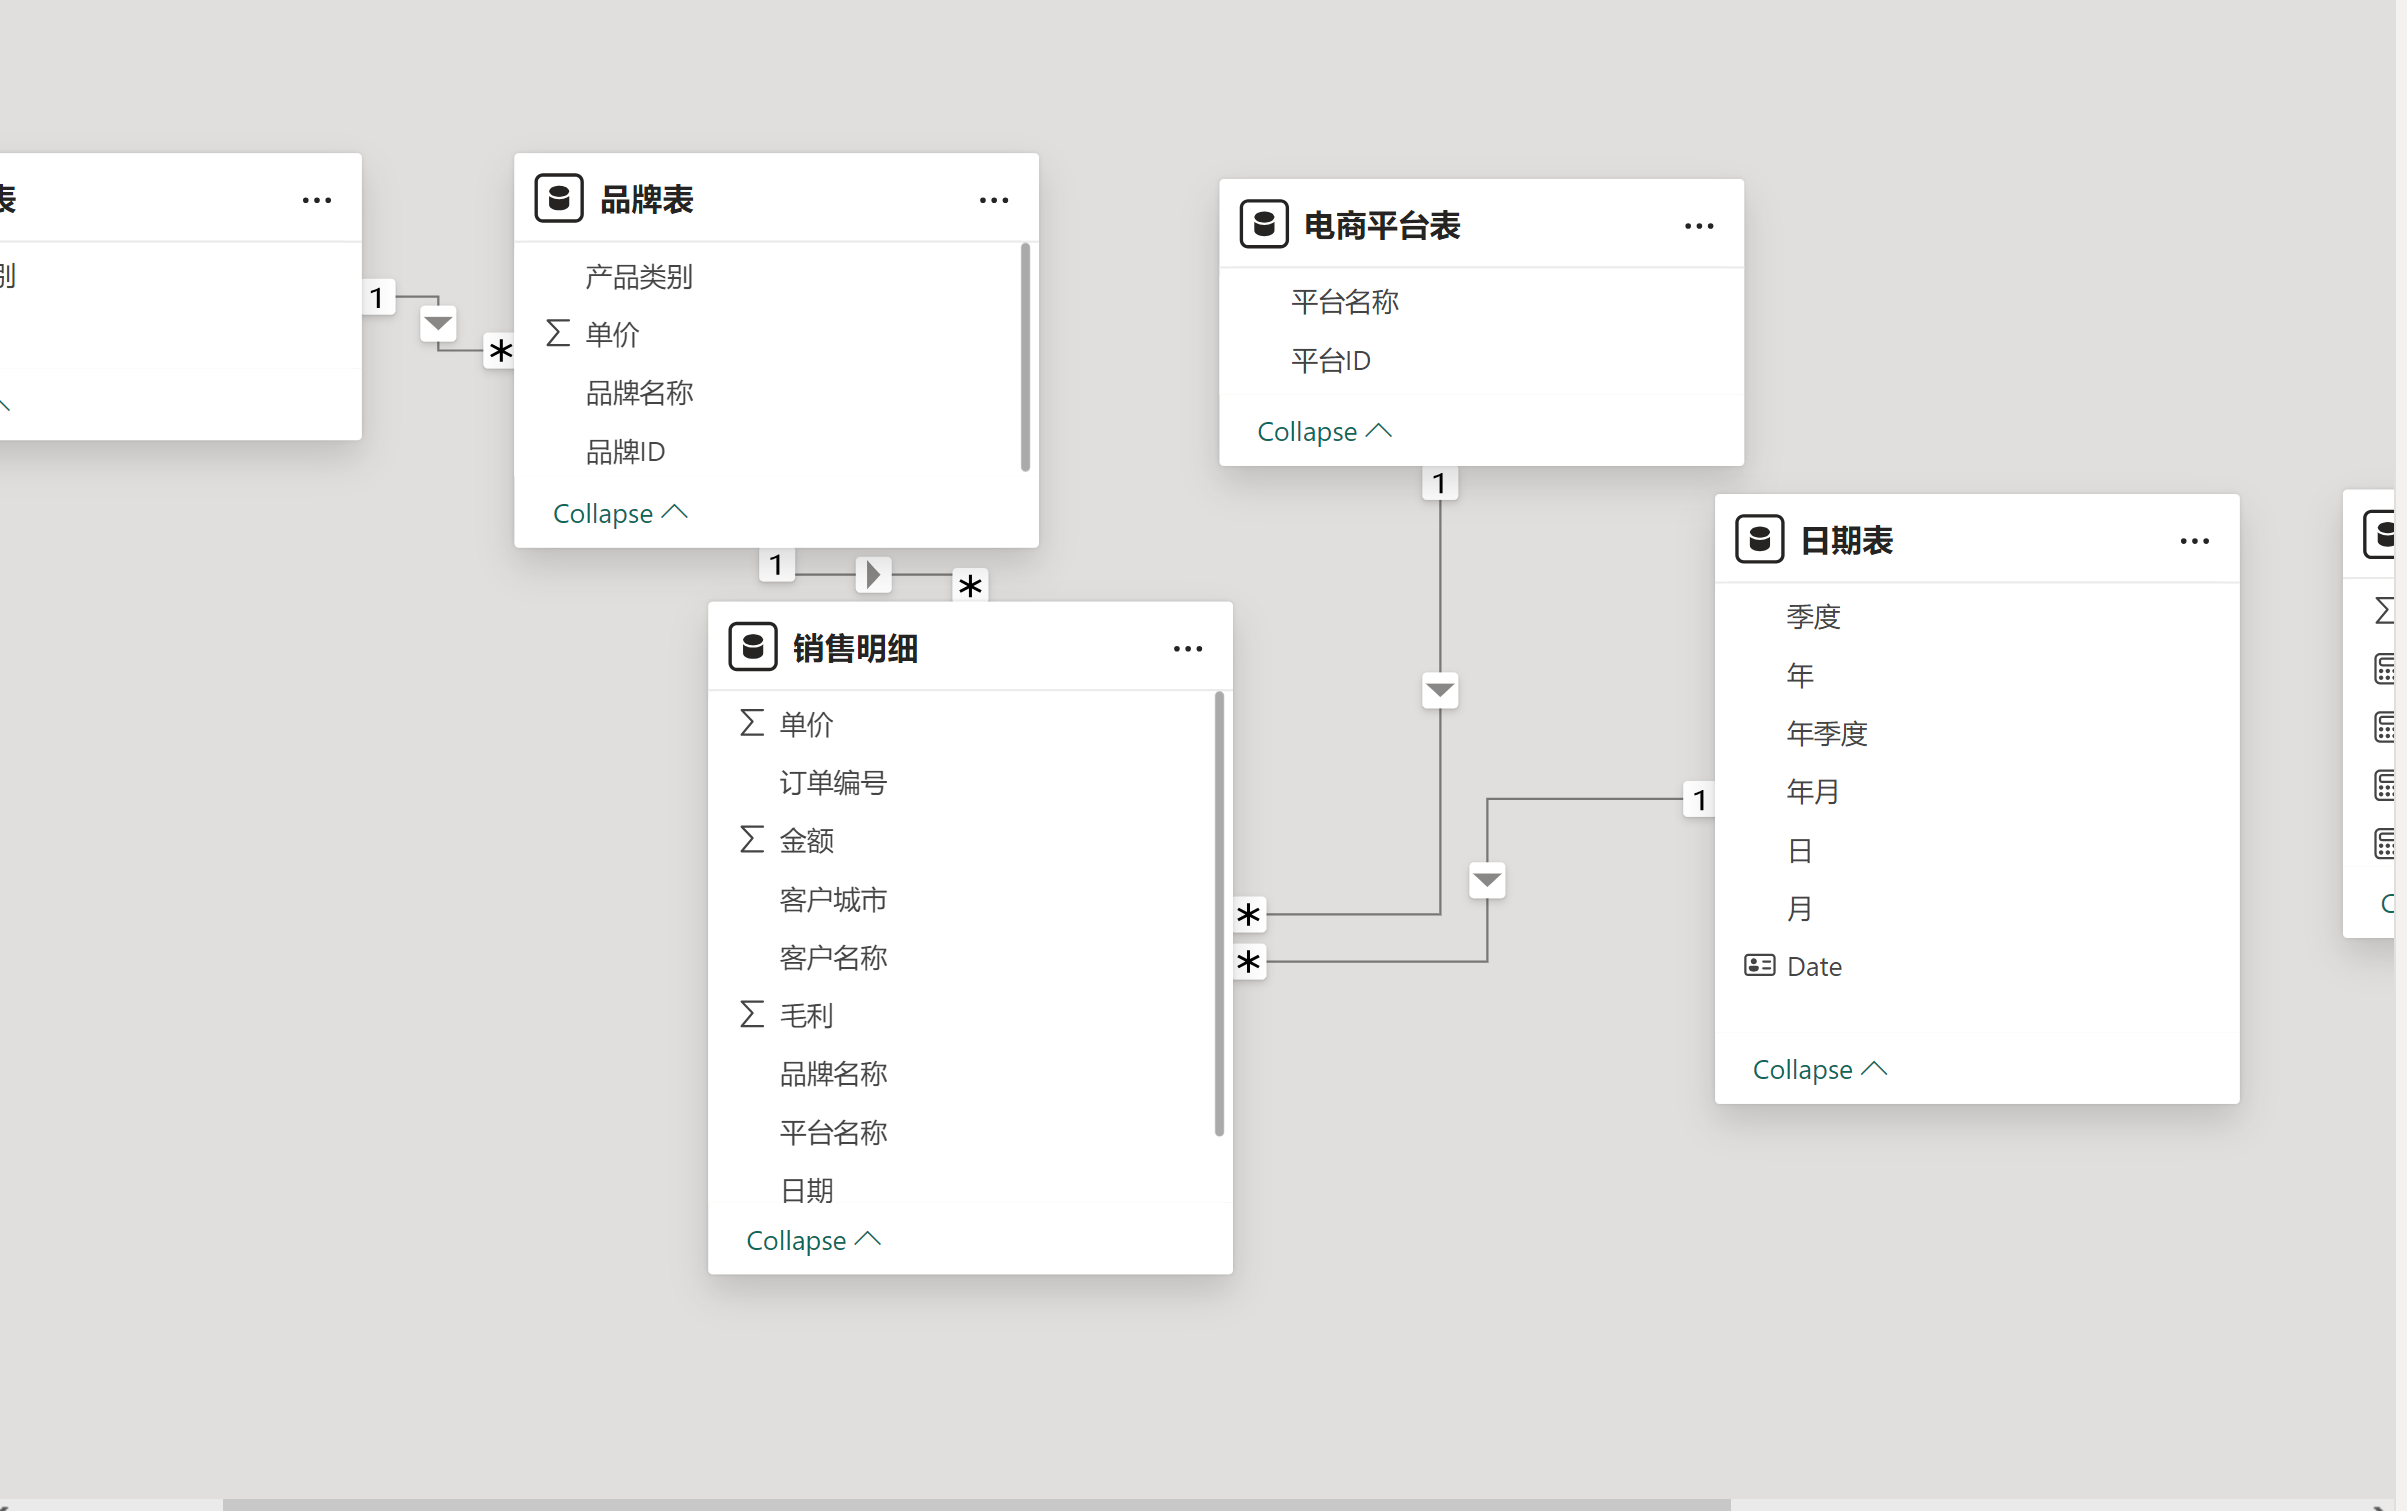 表
别
1
*
品牌表
产品类别
单价
品牌名称
品牌ID
Collapse
1
*
电商平台表
平台名称
平台ID
Collapse
1
*
销售明细
单价
订单编号
金额
客户城市
客户名称
毛利
品牌名称
平台名称
日期
Collapse
*
1
日期表
季度
年
年季度
年月
日
月
Date
Collapse